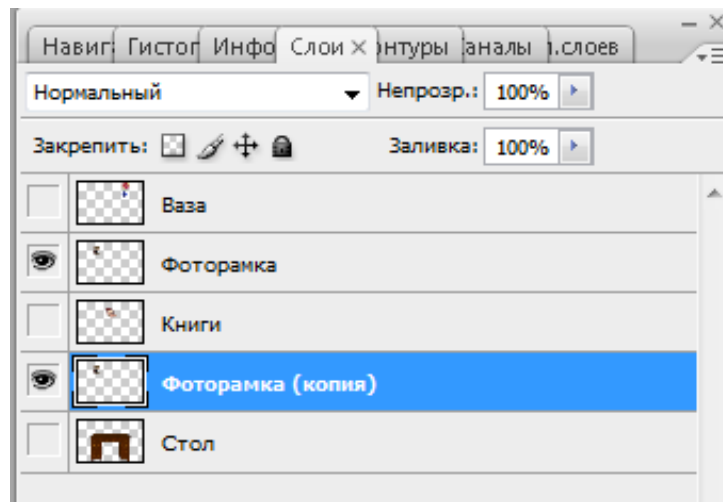 Навиг Гистог Инфо Слои × нтуры аналы .слоев
Нормальный Непрозр.: 100%
Закрепить: Заливка: 100%
Ваза
Фоторамка
Книги
Фоторамка (копия)
Стол